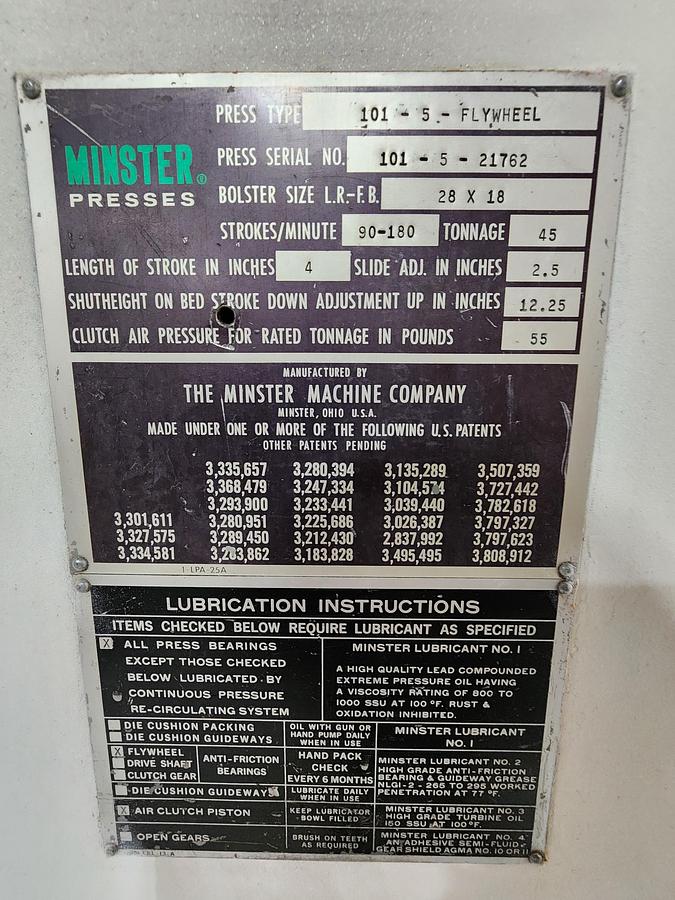 PRESS TYPE 101 - 5 - FLYWHEEL
MINSTER®
PRESSES
PRESS SERIAL NO. 101 - 5 - 21762
BOLSTER SIZE L.R.-F.B. 28 X 18
STROKES/MINUTE 90-180 TONNAGE 45
LENGTH OF STROKE IN INCHES 4 SLIDE ADJ. IN INCHES 2.5
SHUTHEIGHT ON BED STROKE DOWN ADJUSTMENT UP IN INCHES 12.25
CLUTCH AIR PRESSURE FOR RATED TONNAGE IN POUNDS 55
MANUFACTURED BY
THE MINSTER MACHINE COMPANY
MINSTER, OHIO U.S.A.
MADE UNDER ONE OR MORE OF THE FOLLOWING U.S. PATENTS
OTHER PATENTS PENDING
3,335,657 3,280,394 3,135,289 3,507,359
3,368,479 3,247,334 3,104,574 3,727,442
3,293,900 3,233,441 3,039,440 3,782,618
3,301,611 3,280,951 3,225,686 3,026,387 3,797,327
3,327,575 3,289,450 3,212,430 2,837,992 3,797,623
3,334,581 3,203,862 3,183,828 3,495,495 3,808,912
1-LPA-25A
LUBRICATION INSTRUCTIONS
ITEMS CHECKED BELOW REQUIRE LUBRICANT AS SPECIFIED
X ALL PRESS BEARINGS
EXCEPT THOSE CHECKED
BELOW LUBRICATED BY
CONTINUOUS PRESSURE
RE-CIRCULATING SYSTEM
MINSTER LUBRICANT NO. 1
A HIGH QUALITY LEAD COMPOUNDED
EXTREME PRESSURE OIL HAVING
A VISCOSITY RATING OF 800 TO
1000 SSU AT 100 °F. RUST &
OXIDATION INHIBITED.
DIE CUSHION PACKING
DIE CUSHION GUIDEWAYS
OIL WITH GUN OR
HAND PUMP DAILY
WHEN IN USE
MINSTER LUBRICANT
NO. 1
X FLYWHEEL
DRIVE SHAFT
CLUTCH GEAR
ANTI-FRICTION
BEARINGS
HAND PACK
CHECK
EVERY 6 MONTHS
MINSTER LUBRICANT NO. 2
HIGH GRADE ANTI-FRICTION
BEARING & GUIDEWAY GREASE
NLGI-2 - 265 TO 295 WORKED
PENETRATION AT 77 °F.
DIE CUSHION GUIDEWAYS
LUBRICATE DAILY
WHEN IN USE
X AIR CLUTCH PISTON
KEEP LUBRICATOR
BOWL FILLED
MINSTER LUBRICANT NO. 3
HIGH GRADE TURBINE OIL
150 SSU AT 100°F.
OPEN GEARS
BRUSH ON TEETH
AS REQUIRED
MINSTER LUBRICANT NO. 4
AN ADHESIVE SEMI-FLUID
GEAR SHIELD AGMA NO. 10 OR 11